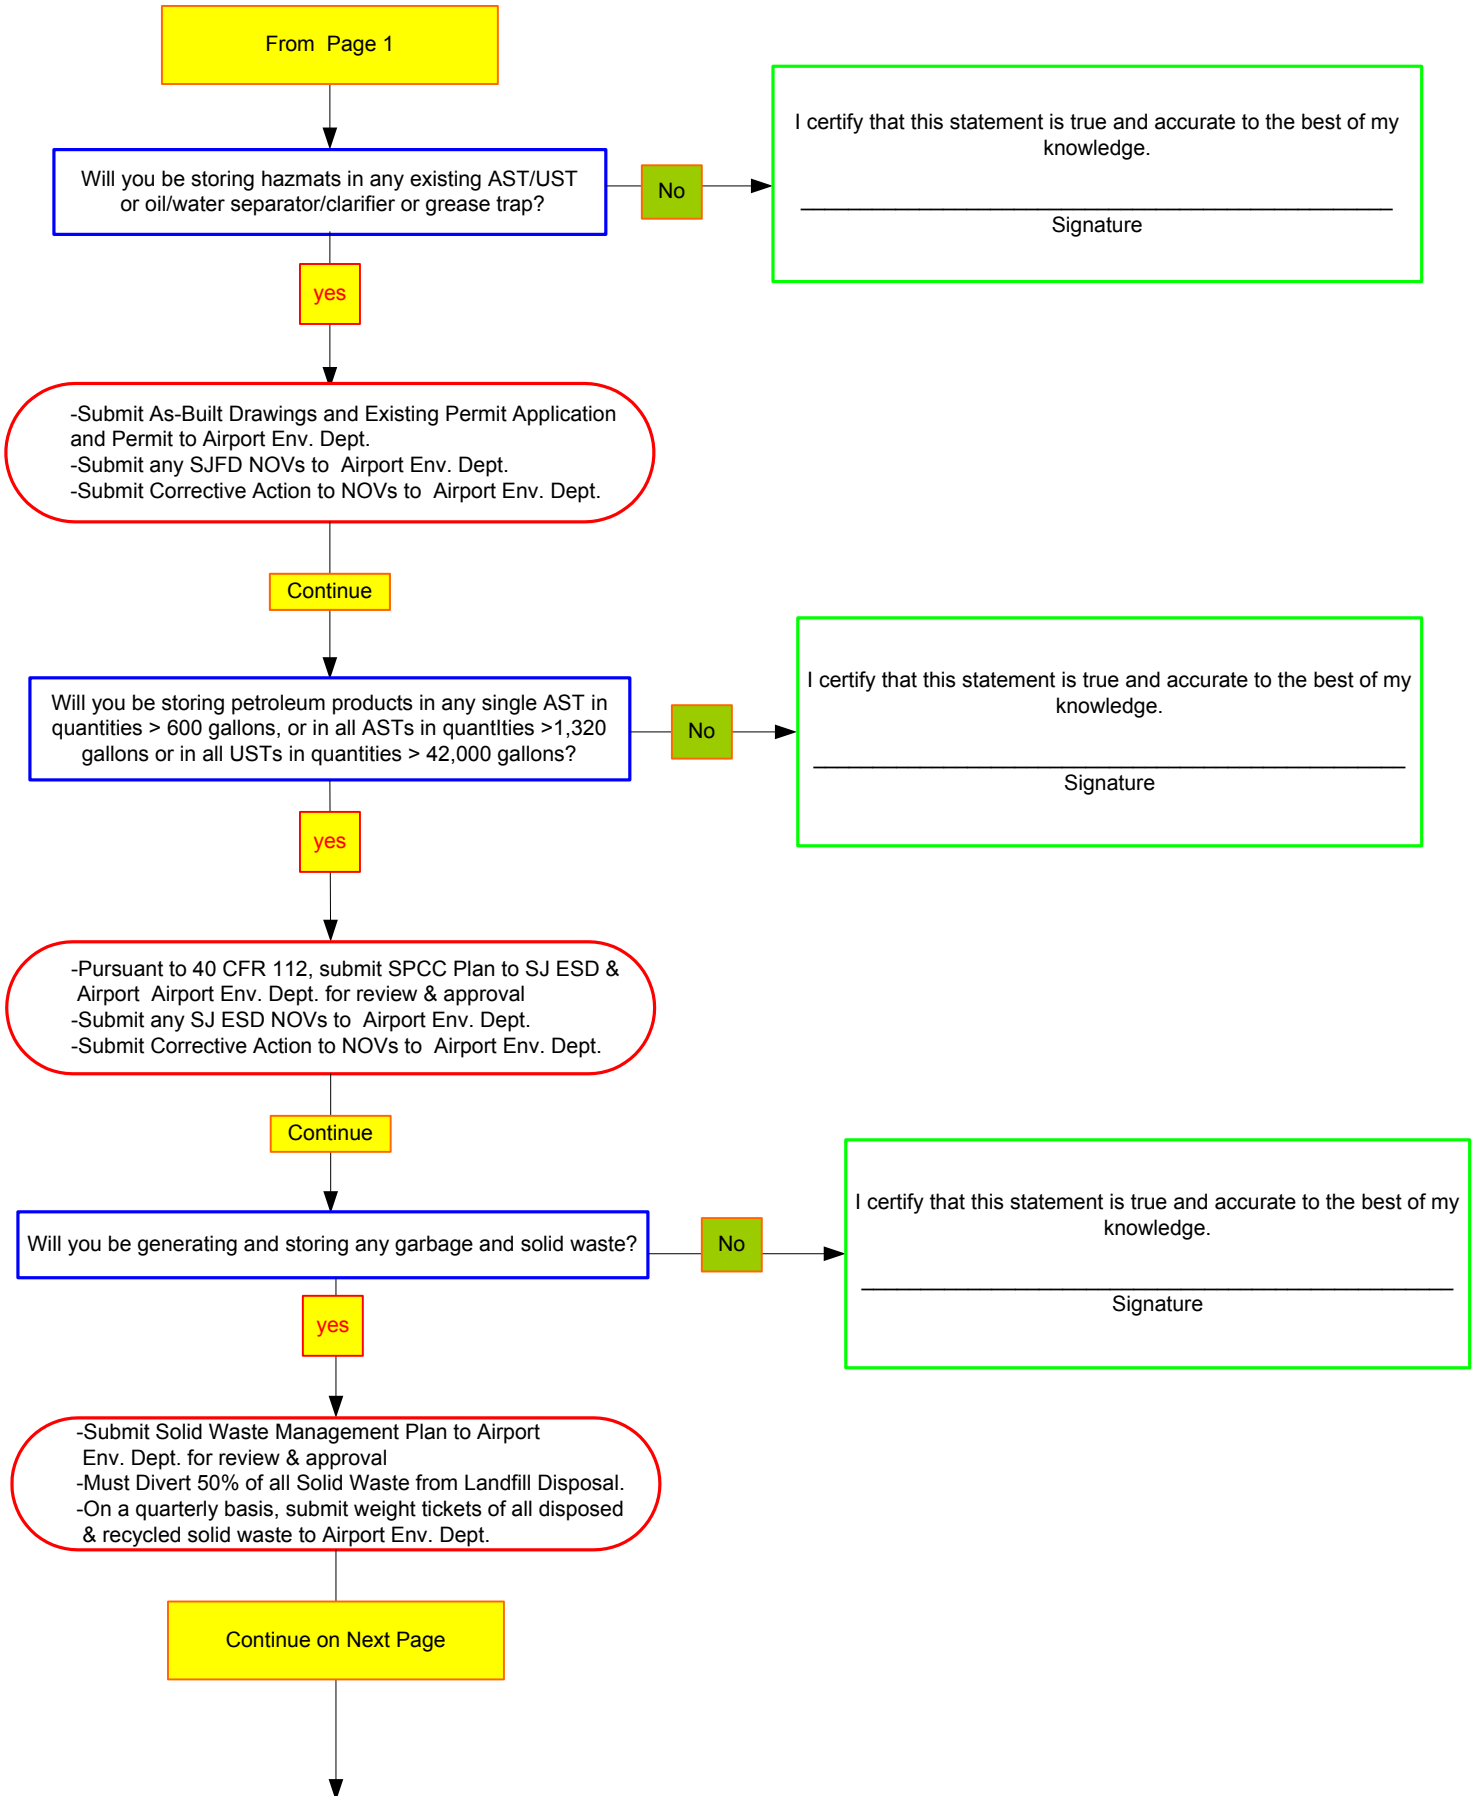 From  Page 1
I certify that this statement is true and accurate to the best of my
knowledge.
Signature
Will you be storing hazmats in any existing AST/UST
or oil/water separator/clarifier or grease trap?
No
yes
-Submit As-Built Drawings and Existing Permit Application
and Permit to Airport Env. Dept.
-Submit any SJFD NOVs to  Airport Env. Dept.
-Submit Corrective Action to NOVs to  Airport Env. Dept.
Continue
Will you be storing petroleum products in any single AST in
quantities > 600 gallons, or in all ASTs in quantIties >1,320
gallons or in all USTs in quantities > 42,000 gallons?
No
I certify that this statement is true and accurate to the best of my
knowledge.
Signature
yes
-Pursuant to 40 CFR 112, submit SPCC Plan to SJ ESD &
Airport  Airport Env. Dept. for review & approval
-Submit any SJ ESD NOVs to  Airport Env. Dept.
-Submit Corrective Action to NOVs to  Airport Env. Dept.
Continue
Will you be generating and storing any garbage and solid waste?
No
I certify that this statement is true and accurate to the best of my
knowledge.
Signature
yes
-Submit Solid Waste Management Plan to Airport
Env. Dept. for review & approval
-Must Divert 50% of all Solid Waste from Landfill Disposal.
-On a quarterly basis, submit weight tickets of all disposed
& recycled solid waste to Airport Env. Dept.
Continue on Next Page